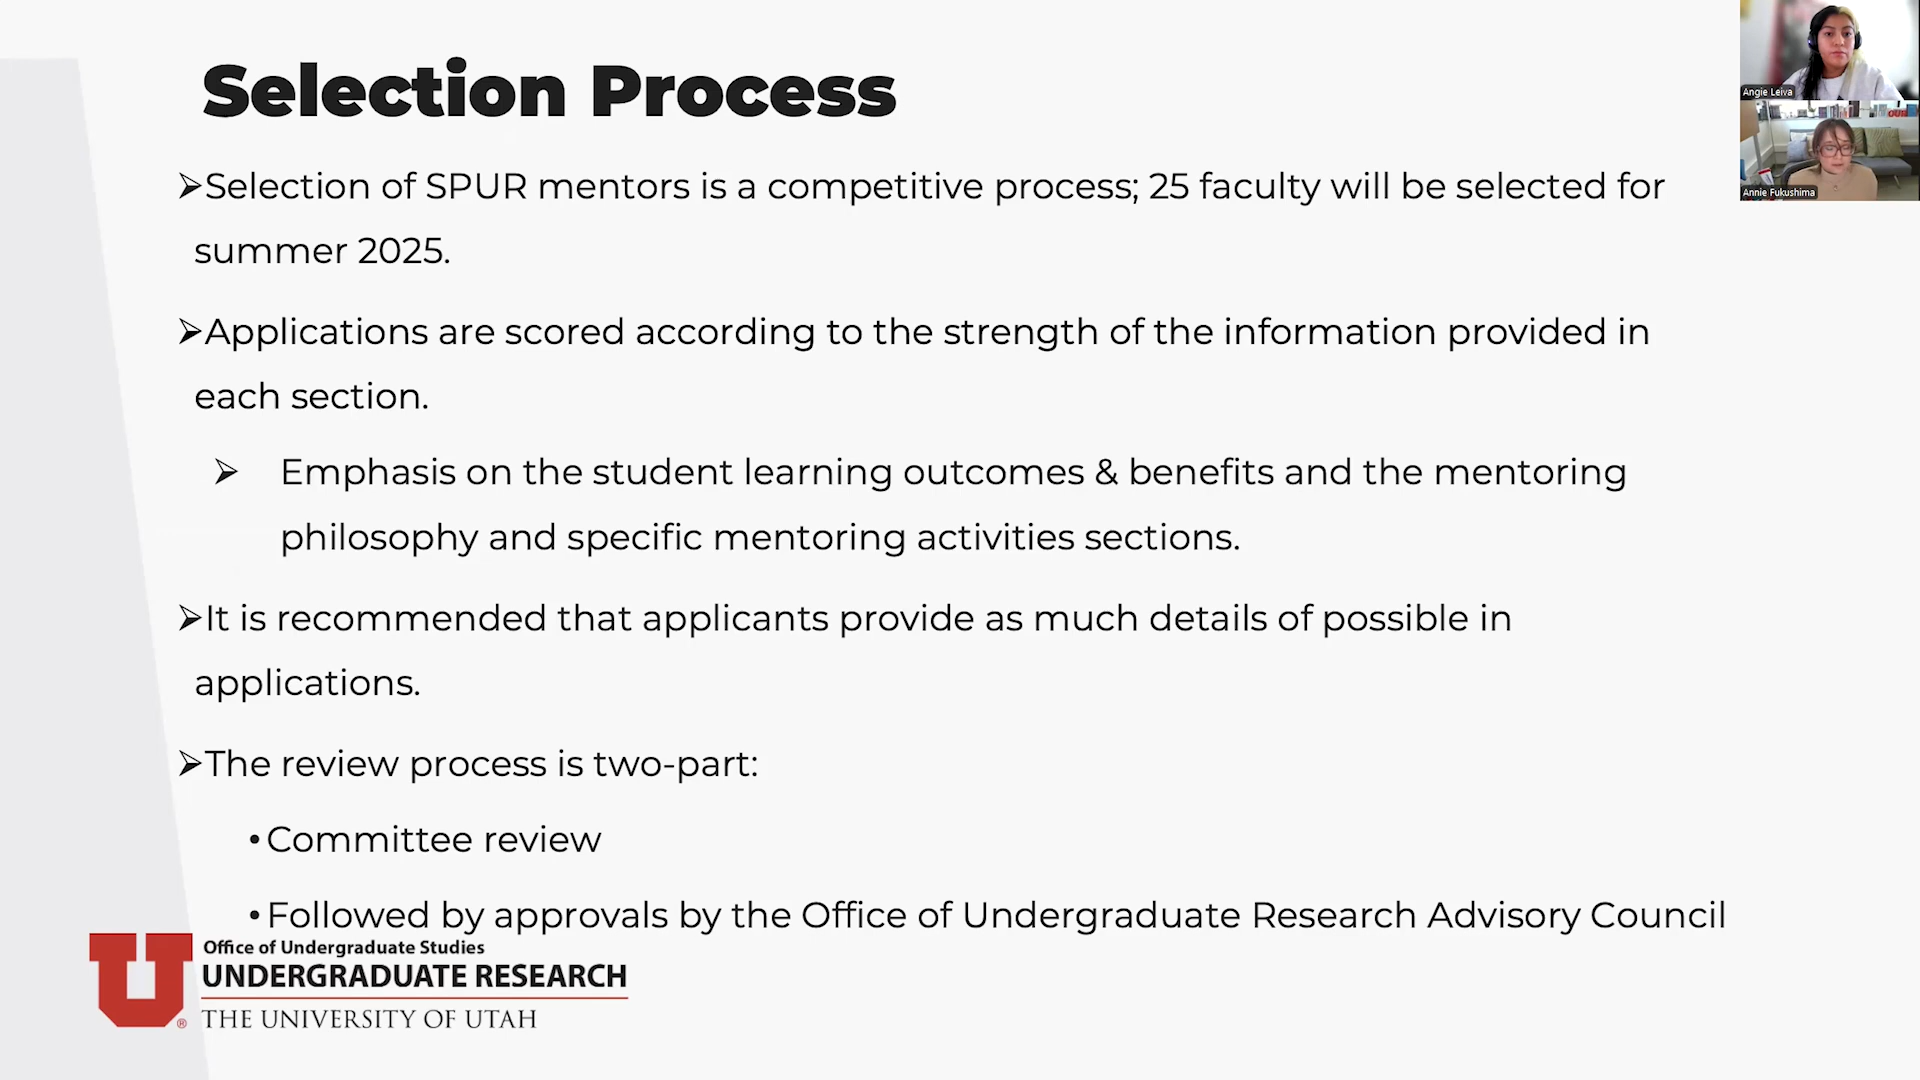 Selection Process
➢Selection of SPUR mentors is a competitive process; 25 faculty will be selected for
summer 2025.
➢Applications are scored according to the strength of the information provided in
each section.
➢ Emphasis on the student learning outcomes & benefits and the mentoring
philosophy and specific mentoring activities sections.
➢It is recommended that applicants provide as much details of possible in
applications.
➢The review process is two-part:
•Committee review
•Followed by approvals by the Office of Undergraduate Research Advisory Council
U®
Office of Undergraduate Studies
UNDERGRADUATE RESEARCH
THE UNIVERSITY OF UTAH
Angie Leiva
OUR
Annie Fukushima